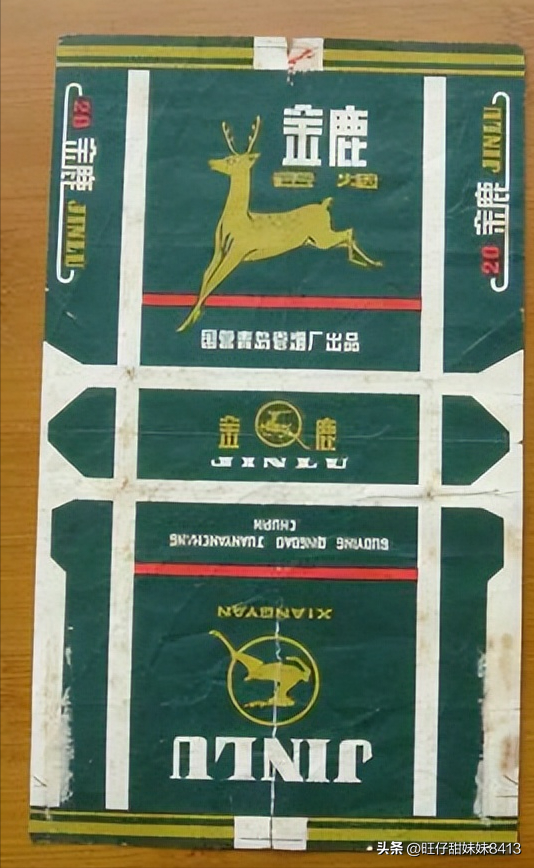 金鹿
香烟
国营青岛卷烟厂出品
20 金鹿 JINLU
20 金鹿 JINLU
金 鹿
JINLU
GUOYING QINGDAO JUANYANCHANG
CHUPIN
XIANGYAN
JINLU
头条 @旺仔甜妹妹8413